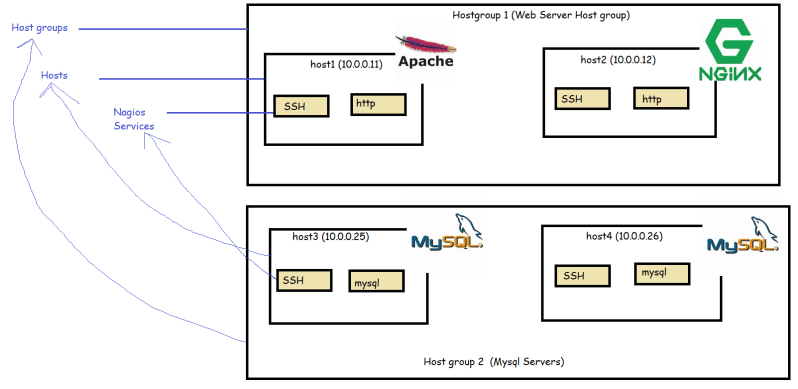 Host groups
Hosts
Nagios
Services
Hostgroup 1 (Web Server Host group)
host1 (10.0.0.11)
Apache
SSH
http
host2 (10.0.0.12)
NGiNX
SSH
http
host3 (10.0.0.25)
MySQL.
SSH
mysql
host4 (10.0.0.26)
MySQL.
SSH
mysql
Host group 2 (Mysql Servers)